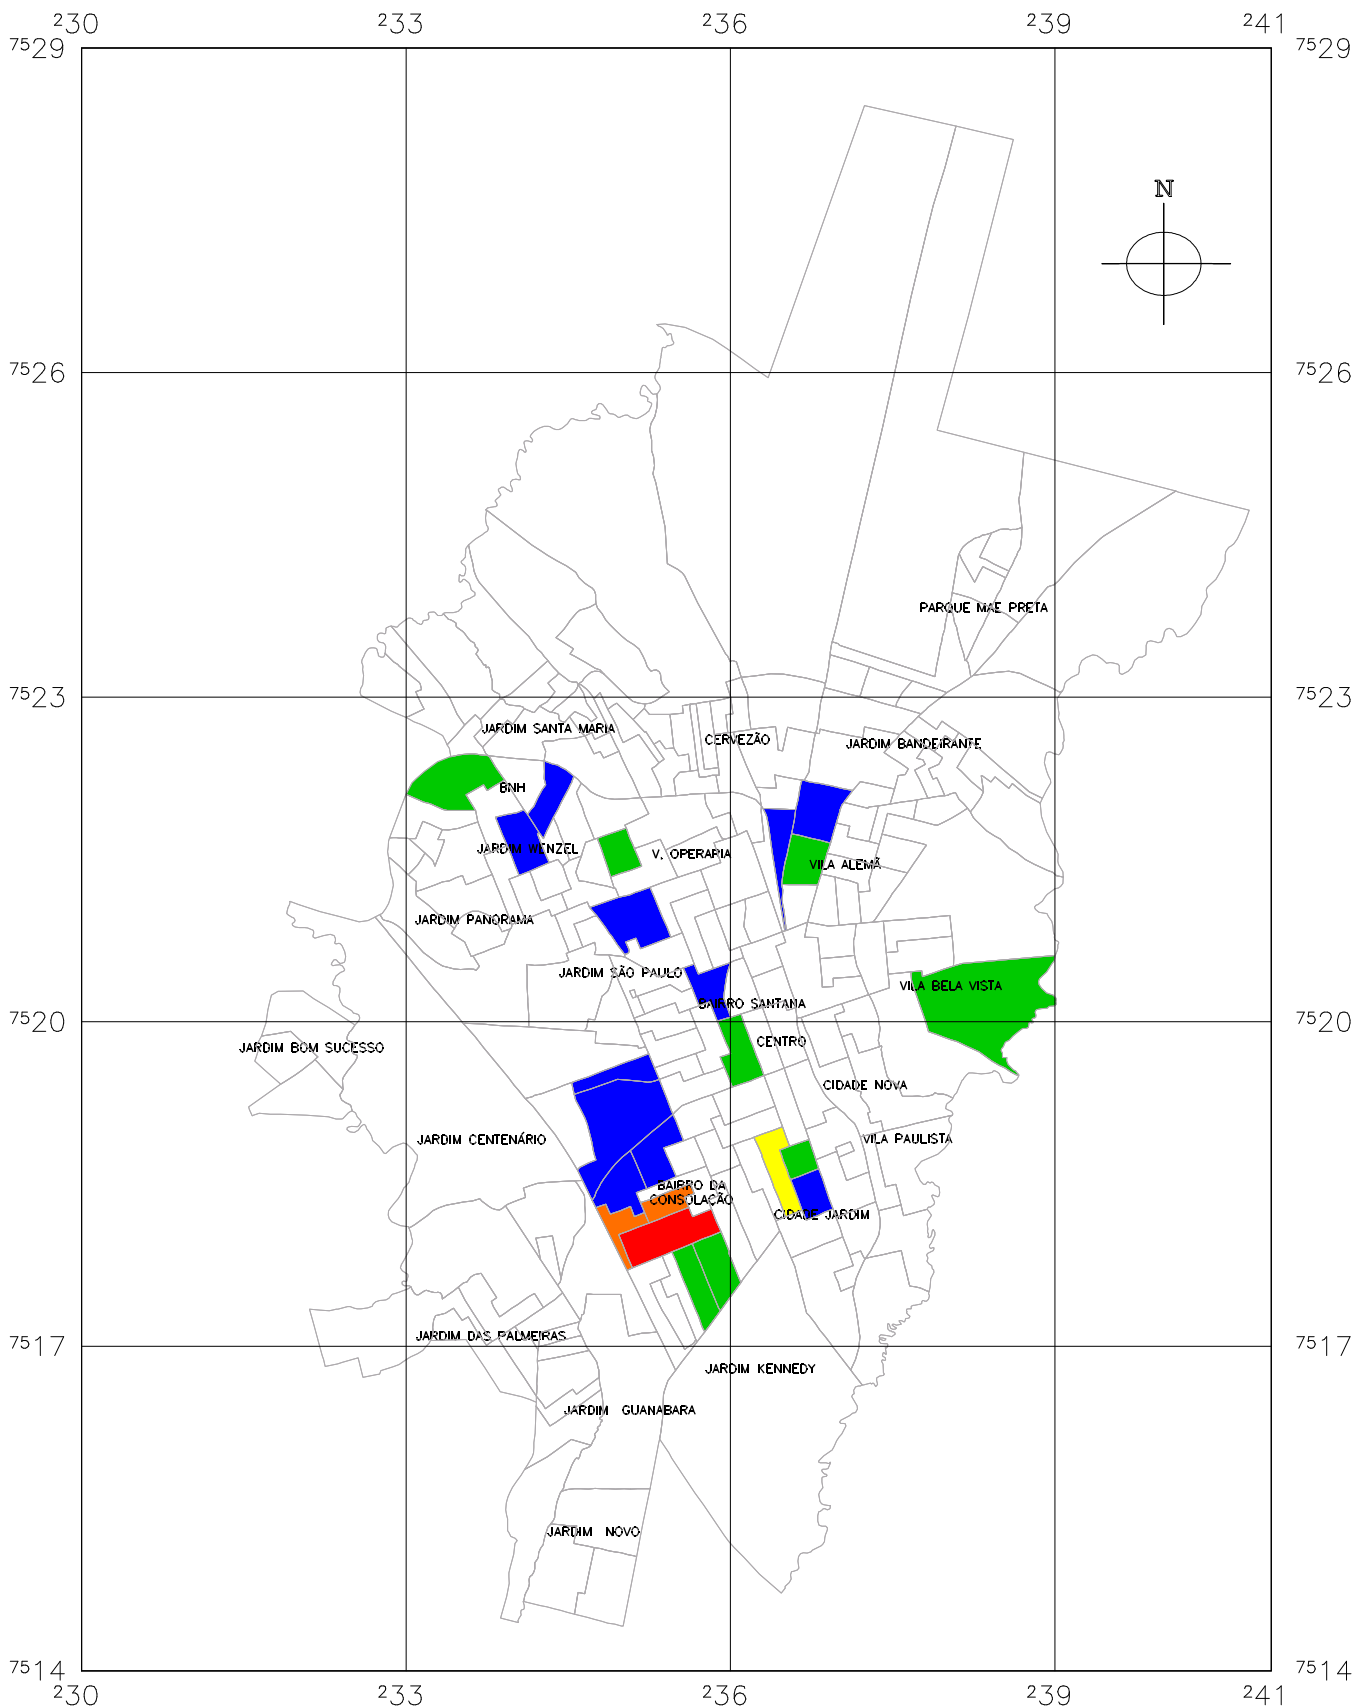 230 233 236 239 241
7529 7529
N
7526 7526
PARQUE MAE PRETA
7523 7523
JARDIM SANTA MARIA
CERVEZÃO
JARDIM BANDEIRANTE
BNH
JARDIM WENZEL
V. OPERARIA
VILA ALEMÃ
JARDIM PANORAMA
JARDIM SÃO PAULO
VILA BELA VISTA
BAIRRO SANTANA
7520 7520
JARDIM BOM SUCESSO
CENTRO
CIDADE NOVA
JARDIM CENTENÁRIO
VILA PAULISTA
BAIRRO DA
CONSOLAÇÃO
CIDADE JARDIM
JARDIM DAS PALMEIRAS
7517 7517
JARDIM KENNEDY
JARDIM GUANABARA
JARDIM NOVO
7514 7514
230 233 236 239 241